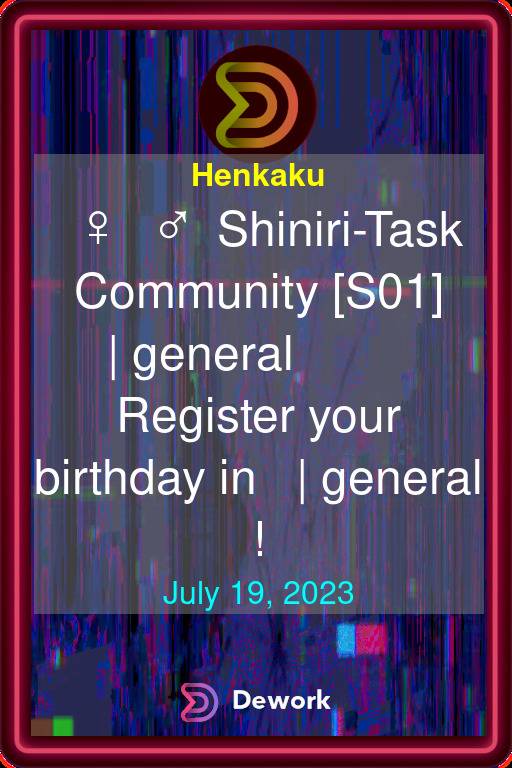 Henkaku
♀ ♂ Shiniri-Task
Community [S01]
| general
Register your
birthday in | general
!
July 19, 2023
Dework